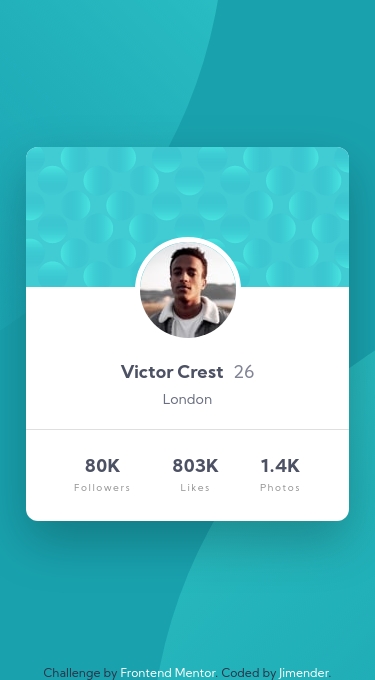 Victor Crest 26
London
80K 803K 1.4K
Followers Likes Photos
Challenge by Frontend Mentor. Coded by Jimender.